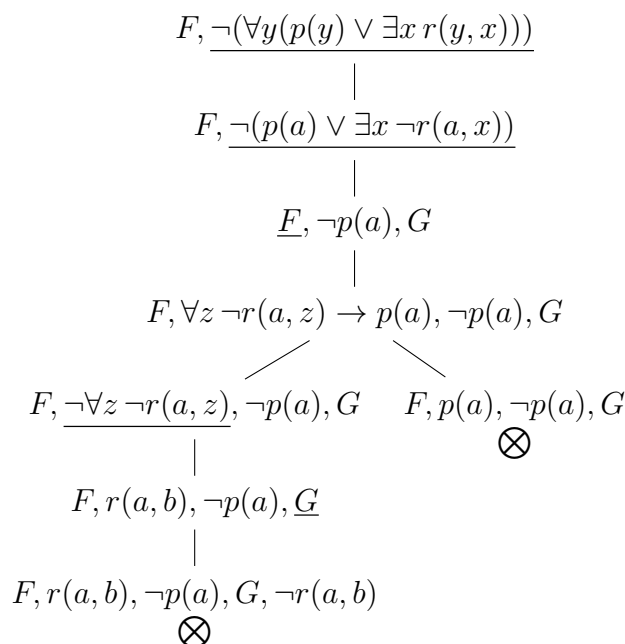 F, ¬(∀y(p(y) ∨ ∃x r(y, x)))
F, ¬(p(a) ∨ ∃x ¬r(a, x))
F, ¬p(a), G
F, ∀z ¬r(a, z) → p(a), ¬p(a), G
F, ¬∀z ¬r(a, z), ¬p(a), G F, p(a), ¬p(a), G
⊗
F, r(a, b), ¬p(a), G
F, r(a, b), ¬p(a), G, ¬r(a, b)
⊗